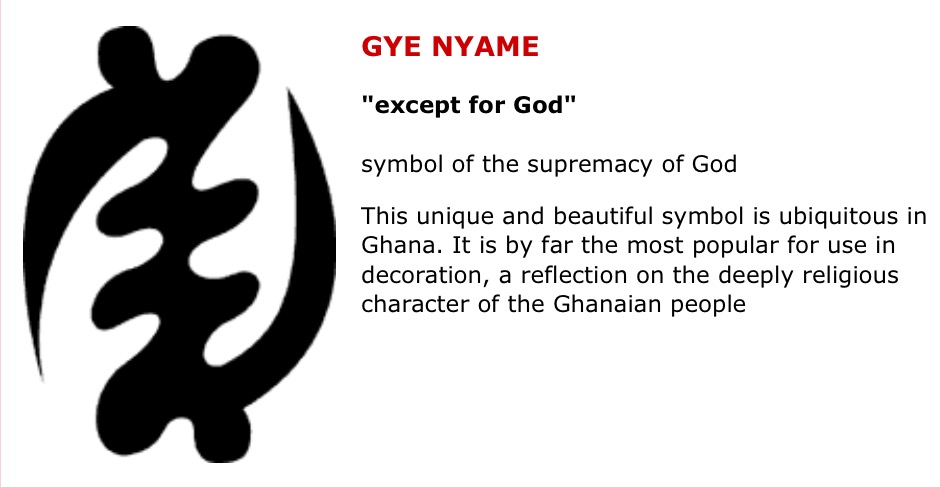 GYE NYAME
"except for God"
symbol of the supremacy of God
This unique and beautiful symbol is ubiquitous in
Ghana. It is by far the most popular for use in
decoration, a reflection on the deeply religious
character of the Ghanaian people